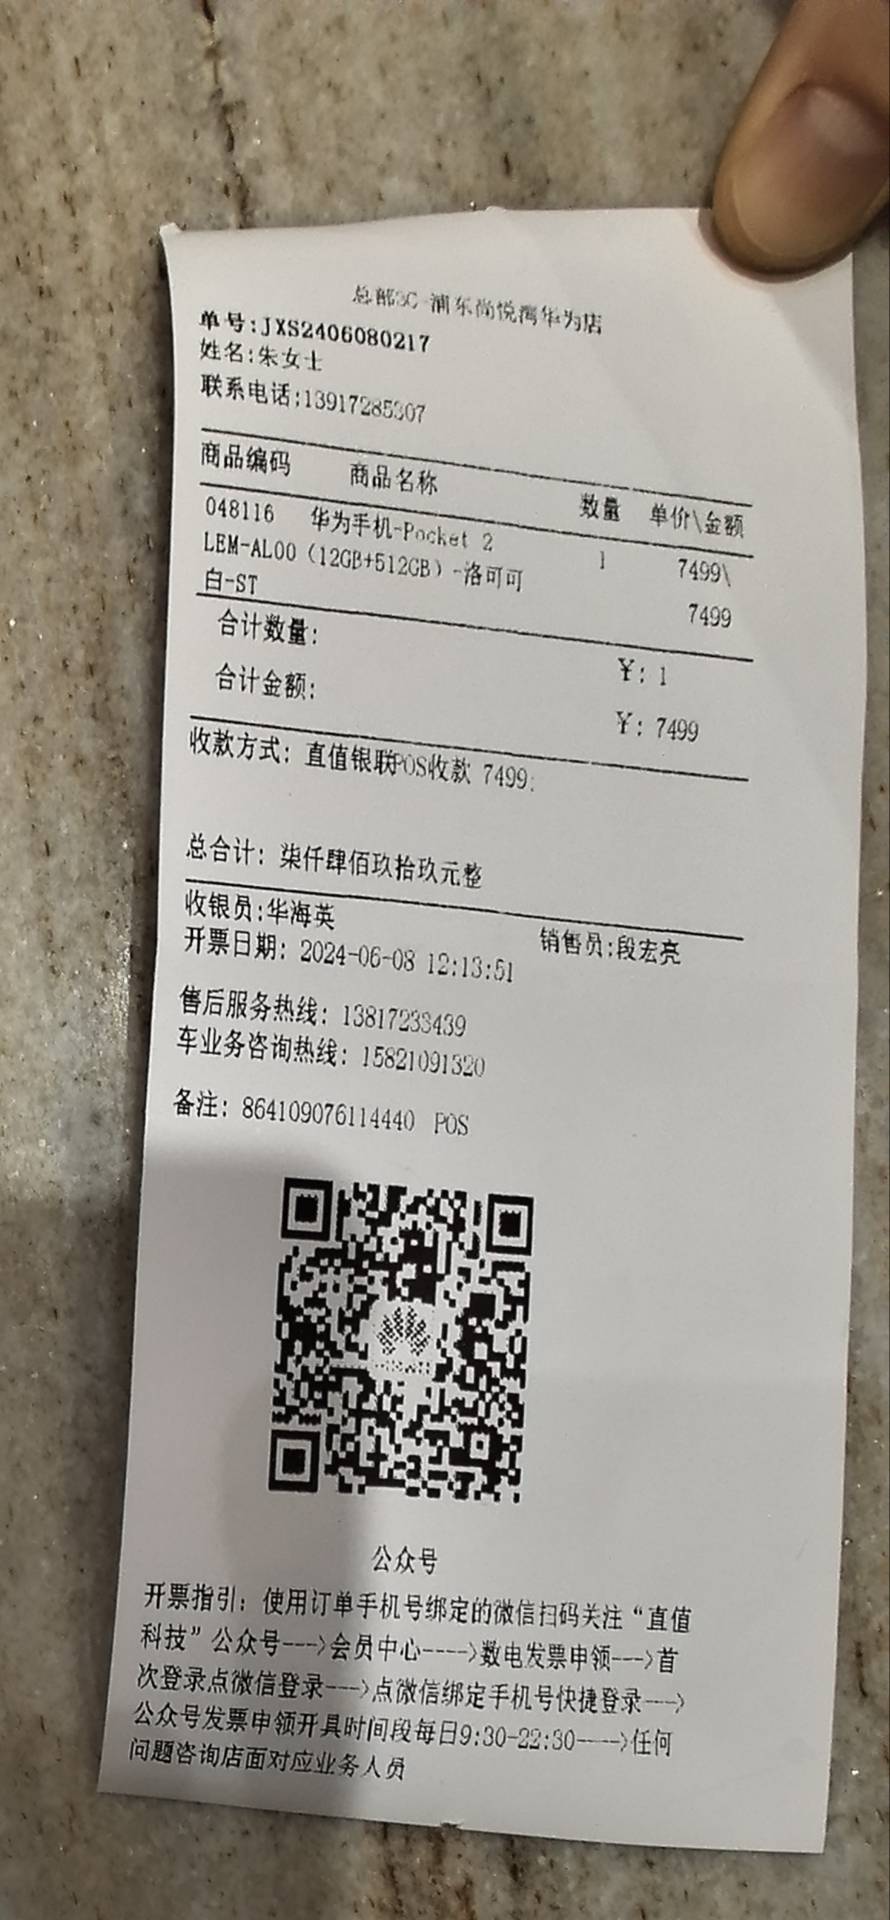 总部3C-浦东尚悦湾华为店
单号:JXS2406080217
姓名:朱女士
联系电话:13917285307
商品编码 商品名称 数量 单价\金额
048116 华为手机-Pocket 2 1 7499\
LEM-AL00（12GB+512GB）-洛可可 7499
白-ST
合计数量: ￥: 1
合计金额: ￥: 7499
收款方式: 直值银联POS收款 7499;
总合计: 柒仟肆佰玖拾玖元整
收银员:华海英 销售员:段宏亮
开票日期: 2024-06-08 12:13:51
售后服务热线: 13817233439
车业务咨询热线: 15821091320
备注: 864109076114440 POS
公众号
开票指引: 使用订单手机号绑定的微信扫码关注“直值
科技”公众号--->会员中心---->数电发票申领--->首
次登录点微信登录--->点微信绑定手机号快捷登录--->
公众号发票申领开具时间段每日9:30-22:30---->任何
问题咨询店面对应业务人员